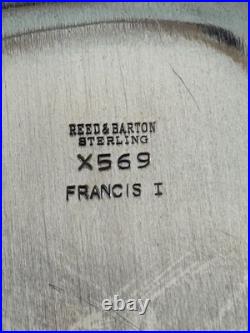 REED & BARTON
STERLING
X569
FRANCIS I